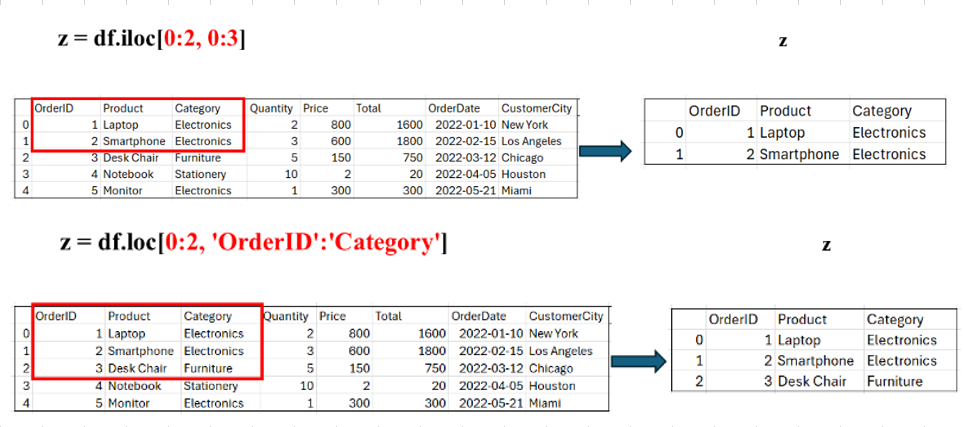 z = df.iloc[0:2, 0:3]
z
OrderID Product Category Quantity Price Total OrderDate CustomerCity
0 1 Laptop Electronics 2 800 1600 2022-01-10 New York
1 2 Smartphone Electronics 3 600 1800 2022-02-15 Los Angeles
2 3 Desk Chair Furniture 5 150 750 2022-03-12 Chicago
3 4 Notebook Stationery 10 2 20 2022-04-05 Houston
4 5 Monitor Electronics 1 300 300 2022-05-21 Miami
OrderID Product Category
0 1 Laptop Electronics
1 2 Smartphone Electronics
z = df.loc[0:2, 'OrderID':'Category']
z
OrderID Product Category Quantity Price Total OrderDate CustomerCity
0 1 Laptop Electronics 2 800 1600 2022-01-10 New York
1 2 Smartphone Electronics 3 600 1800 2022-02-15 Los Angeles
2 3 Desk Chair Furniture 5 150 750 2022-03-12 Chicago
3 4 Notebook Stationery 10 2 20 2022-04-05 Houston
4 5 Monitor Electronics 1 300 300 2022-05-21 Miami
OrderID Product Category
0 1 Laptop Electronics
1 2 Smartphone Electronics
2 3 Desk Chair Furniture